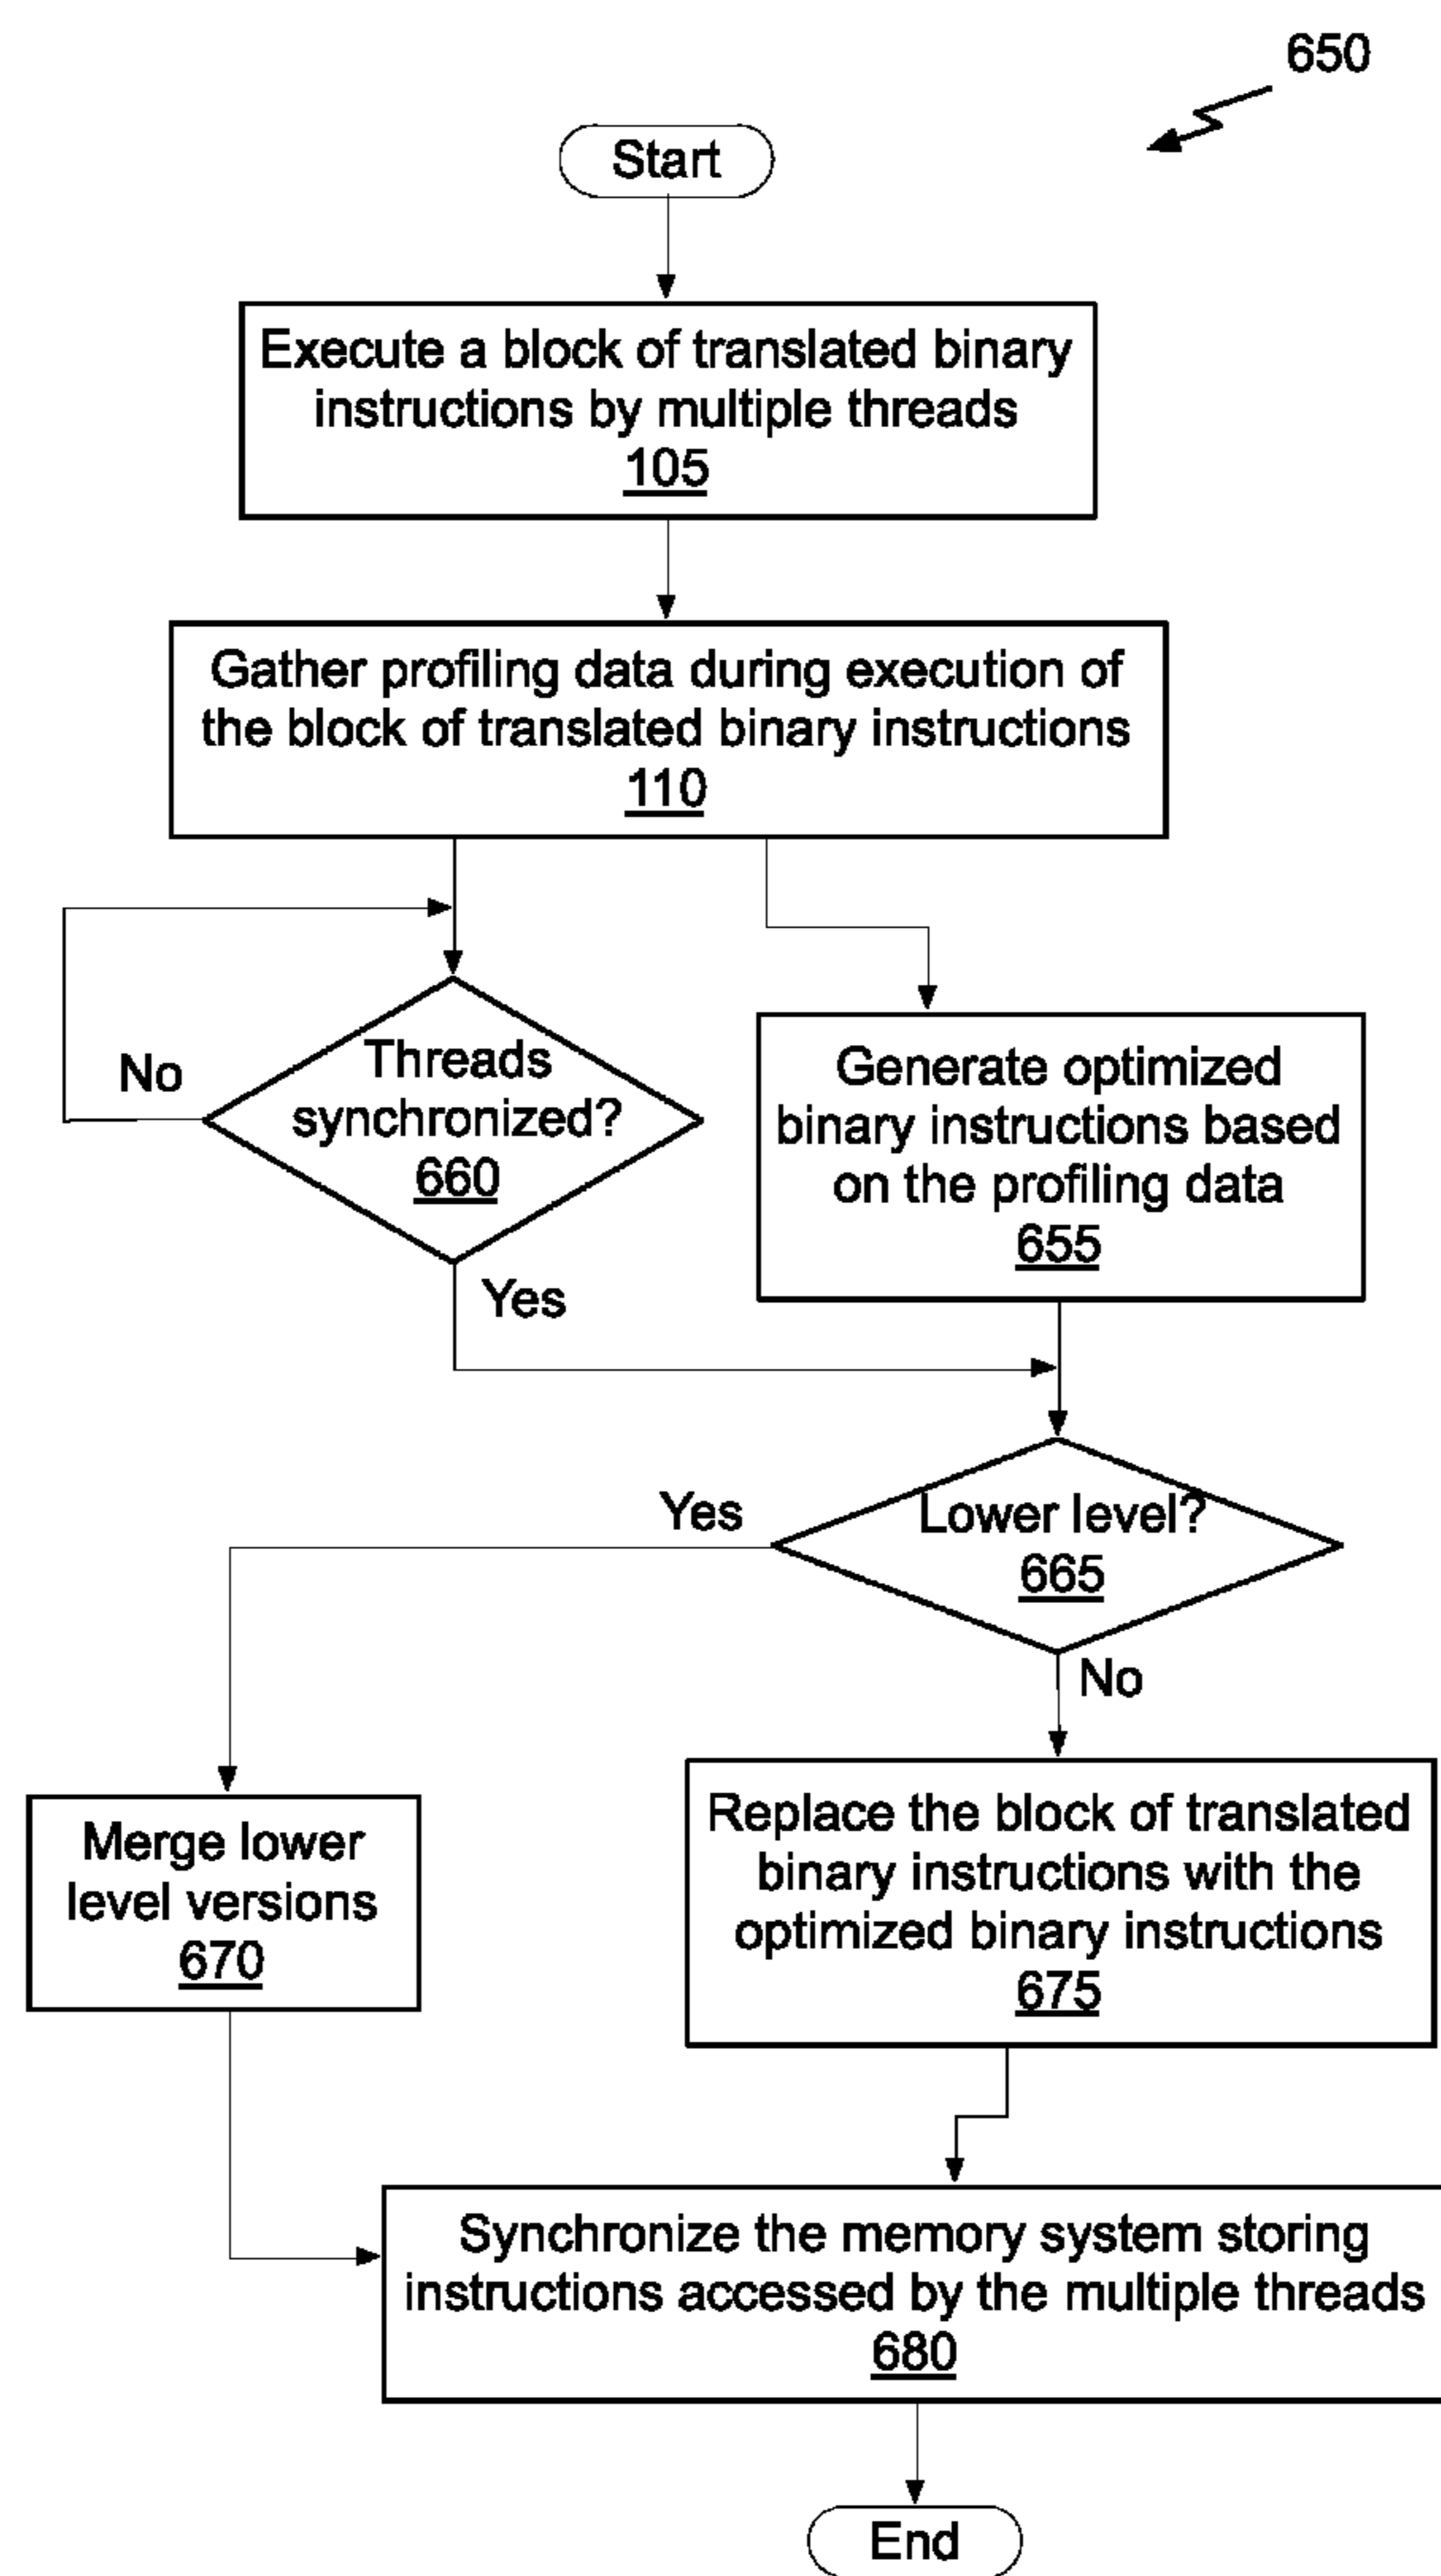 650
Start
Execute a block of translated binary
instructions by multiple threads
105
Gather profiling data during execution of
the block of translated binary instructions
110
No
Threads
synchronized?
660
Yes
Generate optimized
binary instructions based
on the profiling data
655
Yes
Lower level?
665
No
Merge lower
level versions
670
Replace the block of translated
binary instructions with the
optimized binary instructions
675
Synchronize the memory system storing
instructions accessed by the multiple threads
680
End